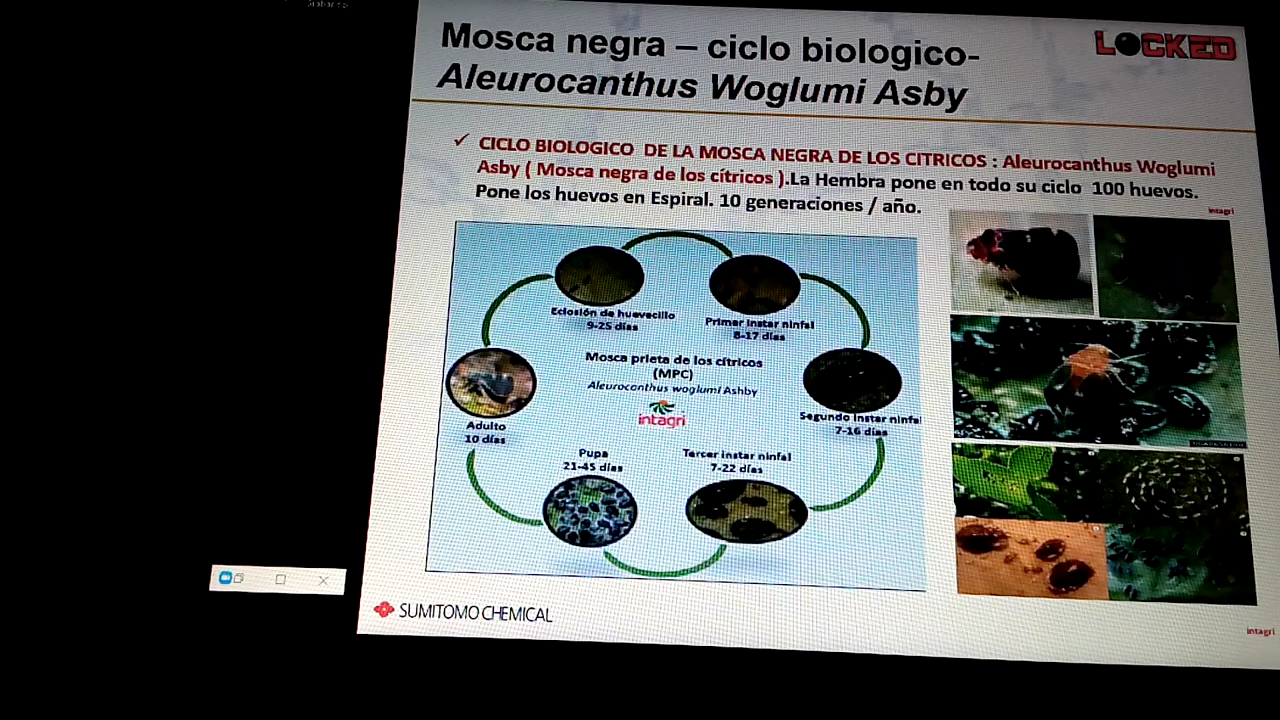 LOCKED
Mosca negra – ciclo biologico-
Aleurocanthus Woglumi Asby
✓ CICLO BIOLOGICO DE LA MOSCA NEGRA DE LOS CITRICOS : Aleurocanthus Woglumi
Asby ( Mosca negra de los cítricos ).La Hembra pone en todo su ciclo 100 huevos.
Pone los huevos en Espiral. 10 generaciones / año.
intagri
Eclosión de huevecillo
9-25 días
Primer instar ninfal
8-17 días
Mosca prieta de los cítricos
(MPC)
Aleurocanthus woglumi Ashby
intagri
Segundo instar ninfal
7-16 días
Adulto
10 días
Pupa
21-45 días
Tercer instar ninfal
7-22 días
SUMITOMO CHEMICAL
intagri